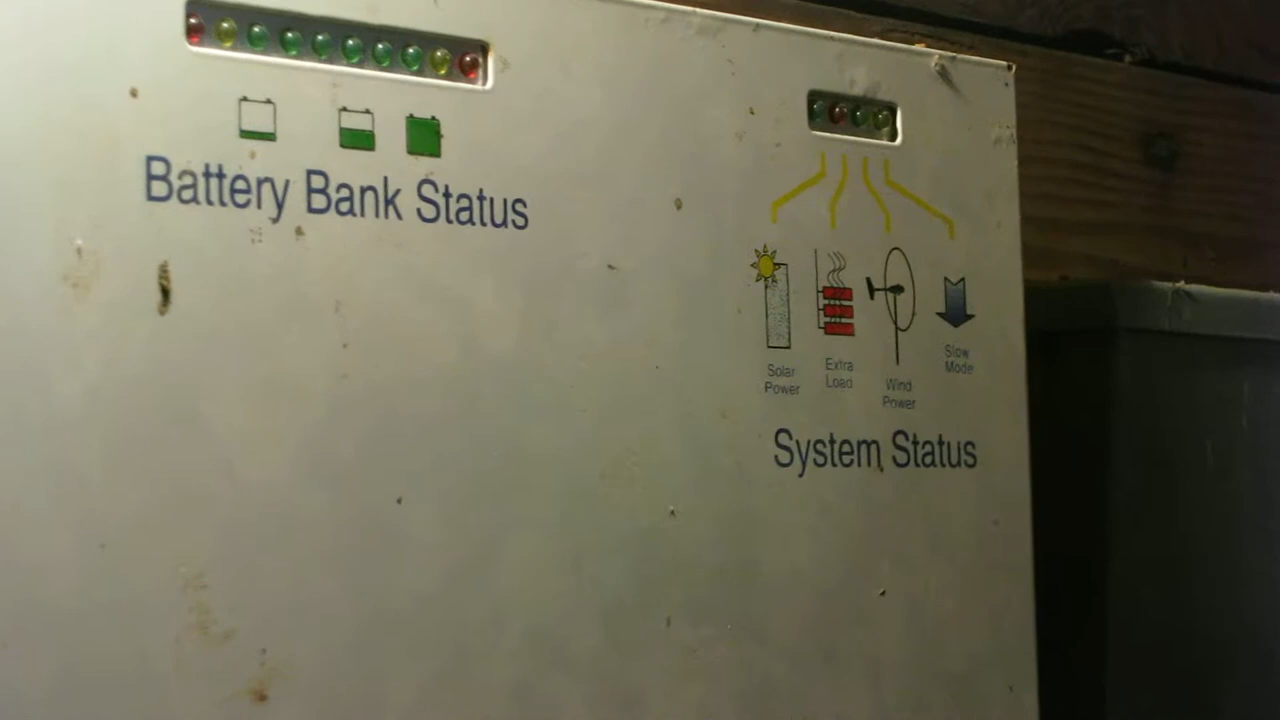 Battery Bank Status
Solar
Power
Extra
Load
Wind
Power
Slow
Mode
System Status